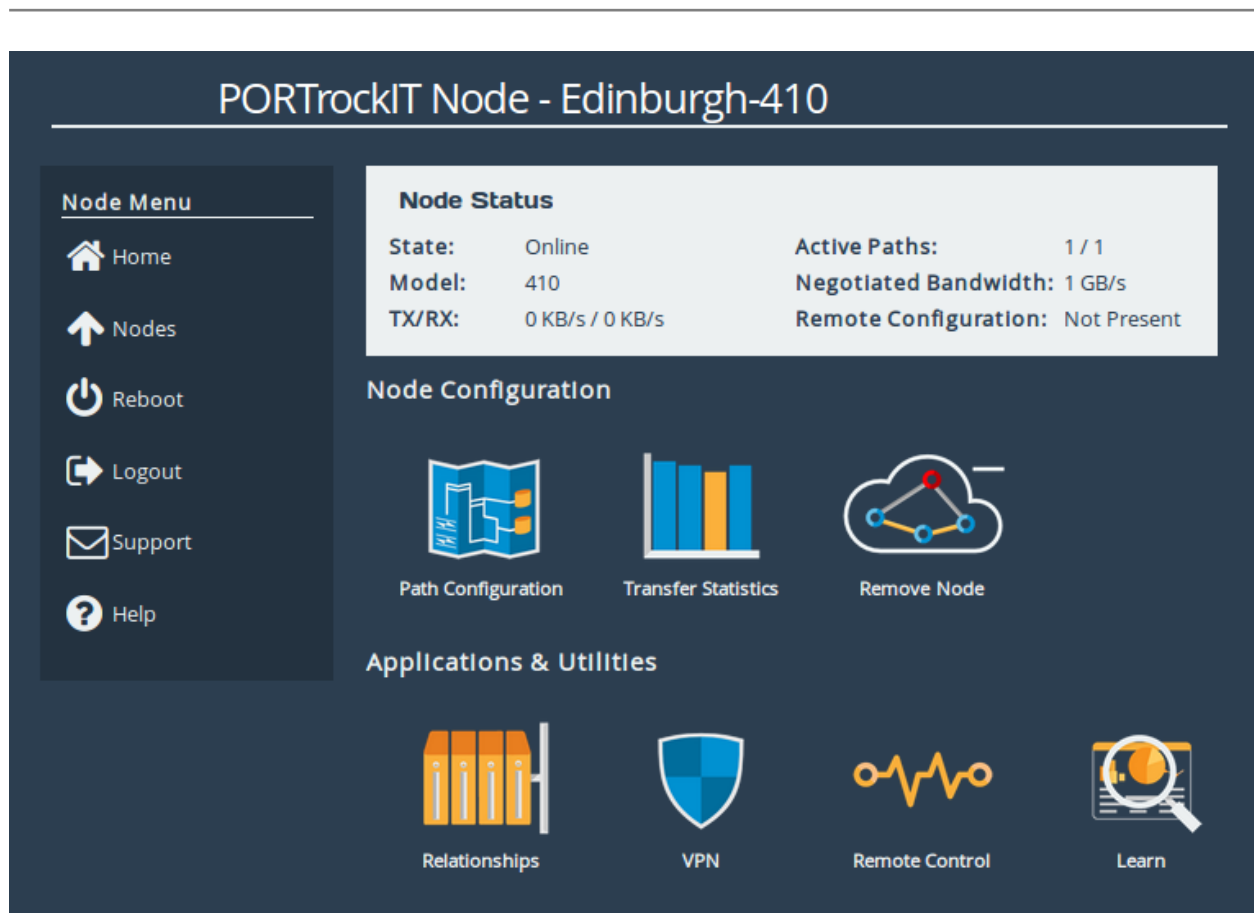 PORTrockIT Node - Edinburgh-410
Node Menu
Home
Nodes
Reboot
Logout
Support
Help
Node Status
State: Online Active Paths: 1 / 1
Model: 410 Negotiated Bandwidth: 1 GB/s
TX/RX: 0 KB/s / 0 KB/s Remote Configuration: Not Present
Node Configuration
Path Configuration Transfer Statistics Remove Node
Applications & Utilities
Relationships VPN Remote Control Learn